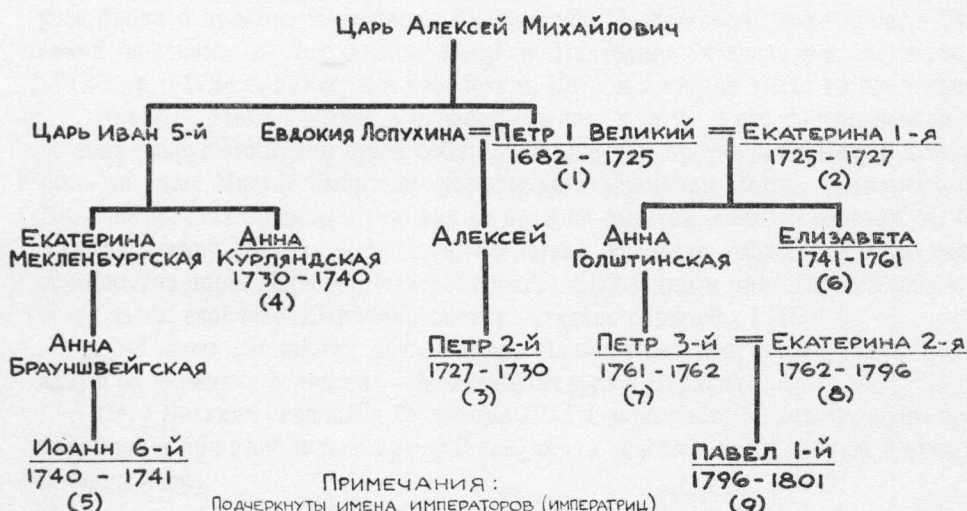 Царь Алексей Михайлович
Царь Иван 5-й Евдокия Лопухина = Петр 1 Великий = Екатерина 1-я
1682 - 1725 1725 - 1727
(1) (2)
Екатерина Мекленбургская Анна Курляндская Алексей Анна Голштинская Елизавета
1730 - 1740 1741 - 1761
(4) (6)
Анна Брауншвейгская Петр 2-й Петр 3-й = Екатерина 2-я
1727 - 1730 1761 - 1762 1762 - 1796
(3) (7) (8)
Иоанн 6-й Павел 1-й
1740 - 1741 1796 - 1801
(5) (9)
Примечания:
Подчеркнуты имена императоров (императриц)